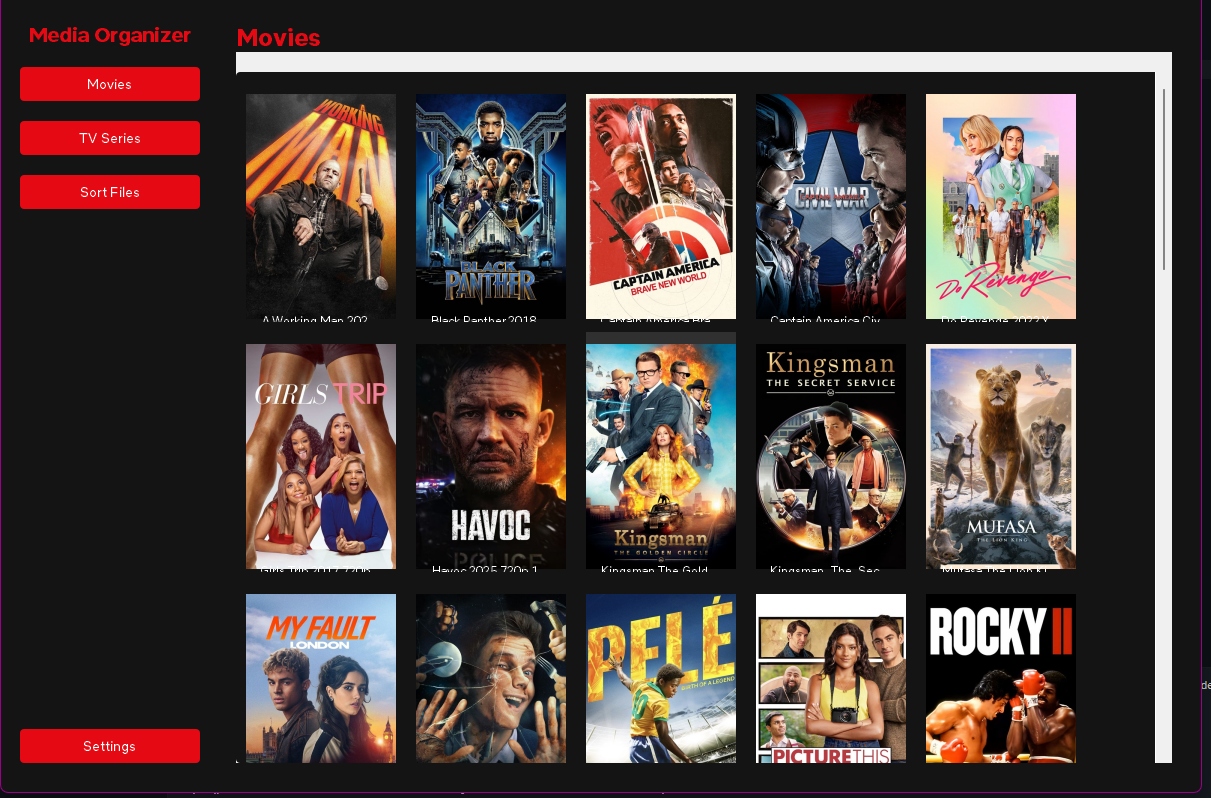 Media Organizer
Movies
Movies
TV Series
Sort Files
Settings
WORKING
MAN
BLACK
PANTHER
CAPTAIN AMERICA
BRAVE NEW WORLD
CIVIL WAR
Do Revenge
A Working Man 202
Black Panther 2018
Captain America Bra
Captain America Civ
Do Revenge 2022
GIRLS TRIP
HAVOC
POLICE
Kingsman
THE GOLDEN CIRCLE
Kingsman
THE SECRET SERVICE
MUFASA
THE LION KING
Girls Trip 2017 720p
Havoc 2025 720p 1
Kingsman The Gold
Kingsman_The_Sec
Mufasa The Lion Ki
MY FAULT
LONDON
PELÉ
BIRTH OF A LEGEND
PICTURE THIS
ROCKY II